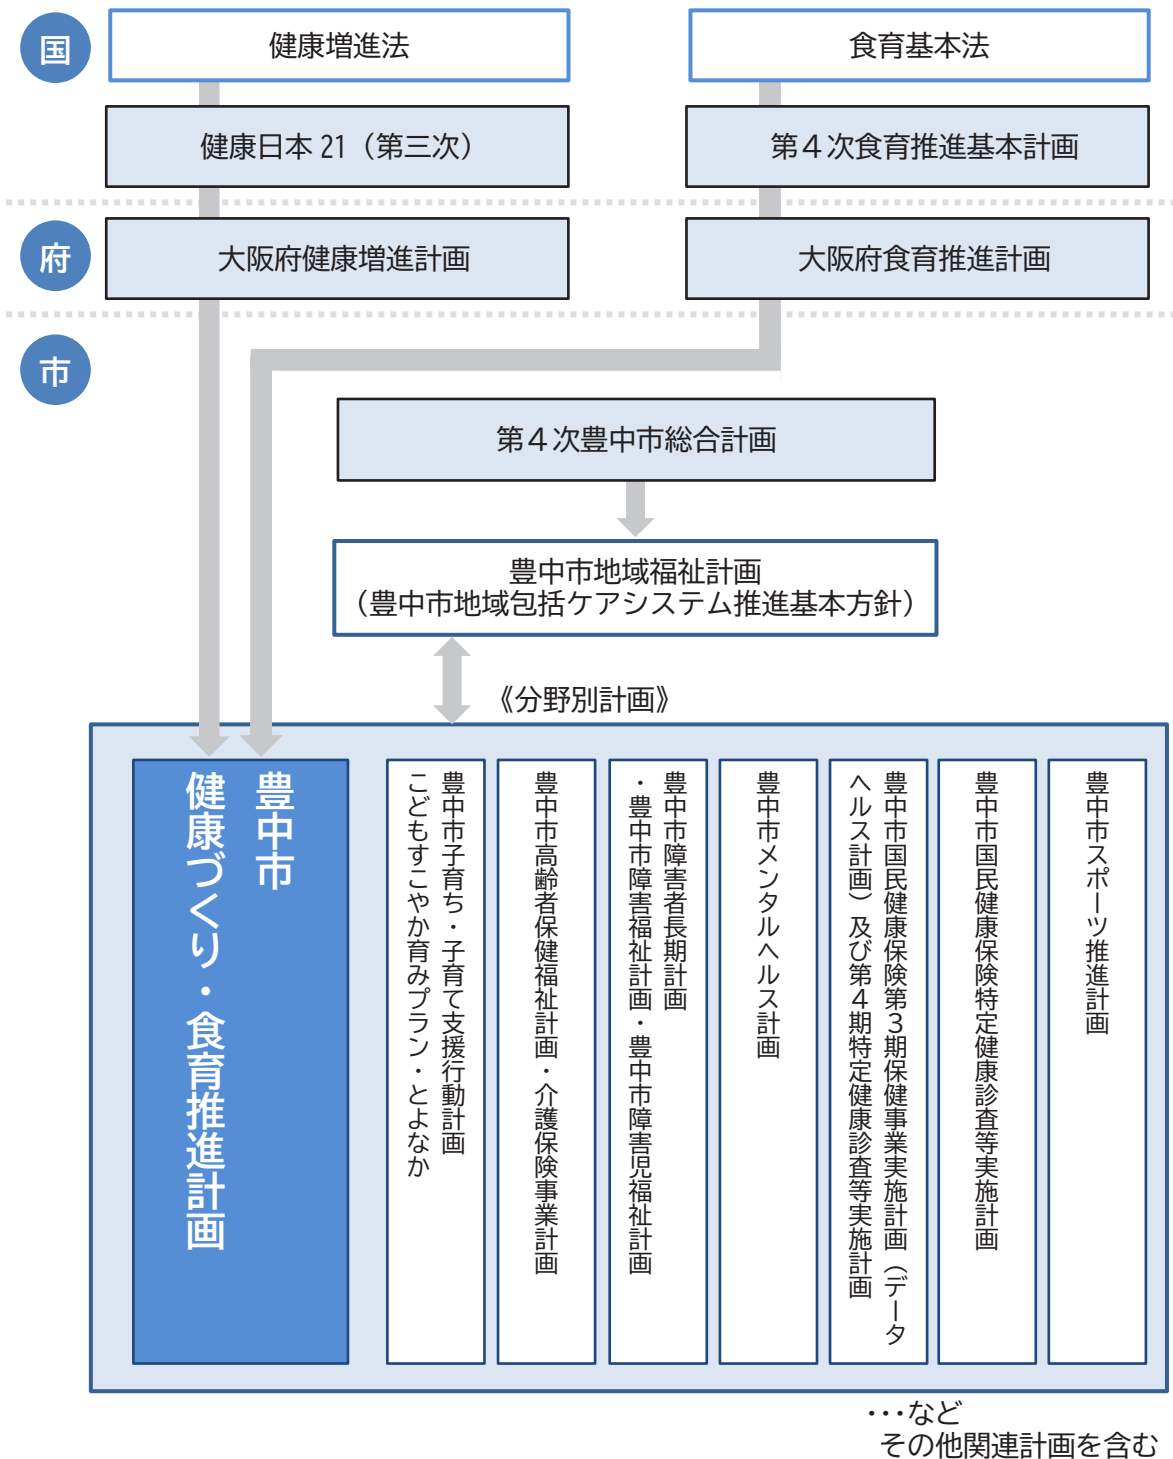 国
健康増進法
食育基本法
健康日本 21（第三次）
第４次食育推進基本計画
府
大阪府健康増進計画
大阪府食育推進計画
市
第４次豊中市総合計画
豊中市地域福祉計画
（豊中市地域包括ケアシステム推進基本方針）
《分野別計画》
豊中市
健康づくり・食育推進計画
豊中市子育ち・子育て支援行動計画
こどもすこやか育みプラン・とよなか
豊中市高齢者保健福祉計画・介護保険事業計画
豊中市障害者長期計画
・豊中市障害福祉計画・豊中市障害児福祉計画
豊中市メンタルヘルス計画
豊中市国民健康保険第３期保健事業実施計画（データ
ヘルス計画）及び第４期特定健康診査等実施計画
豊中市国民健康保険特定健康診査等実施計画
豊中市スポーツ推進計画
・・・など
その他関連計画を含む